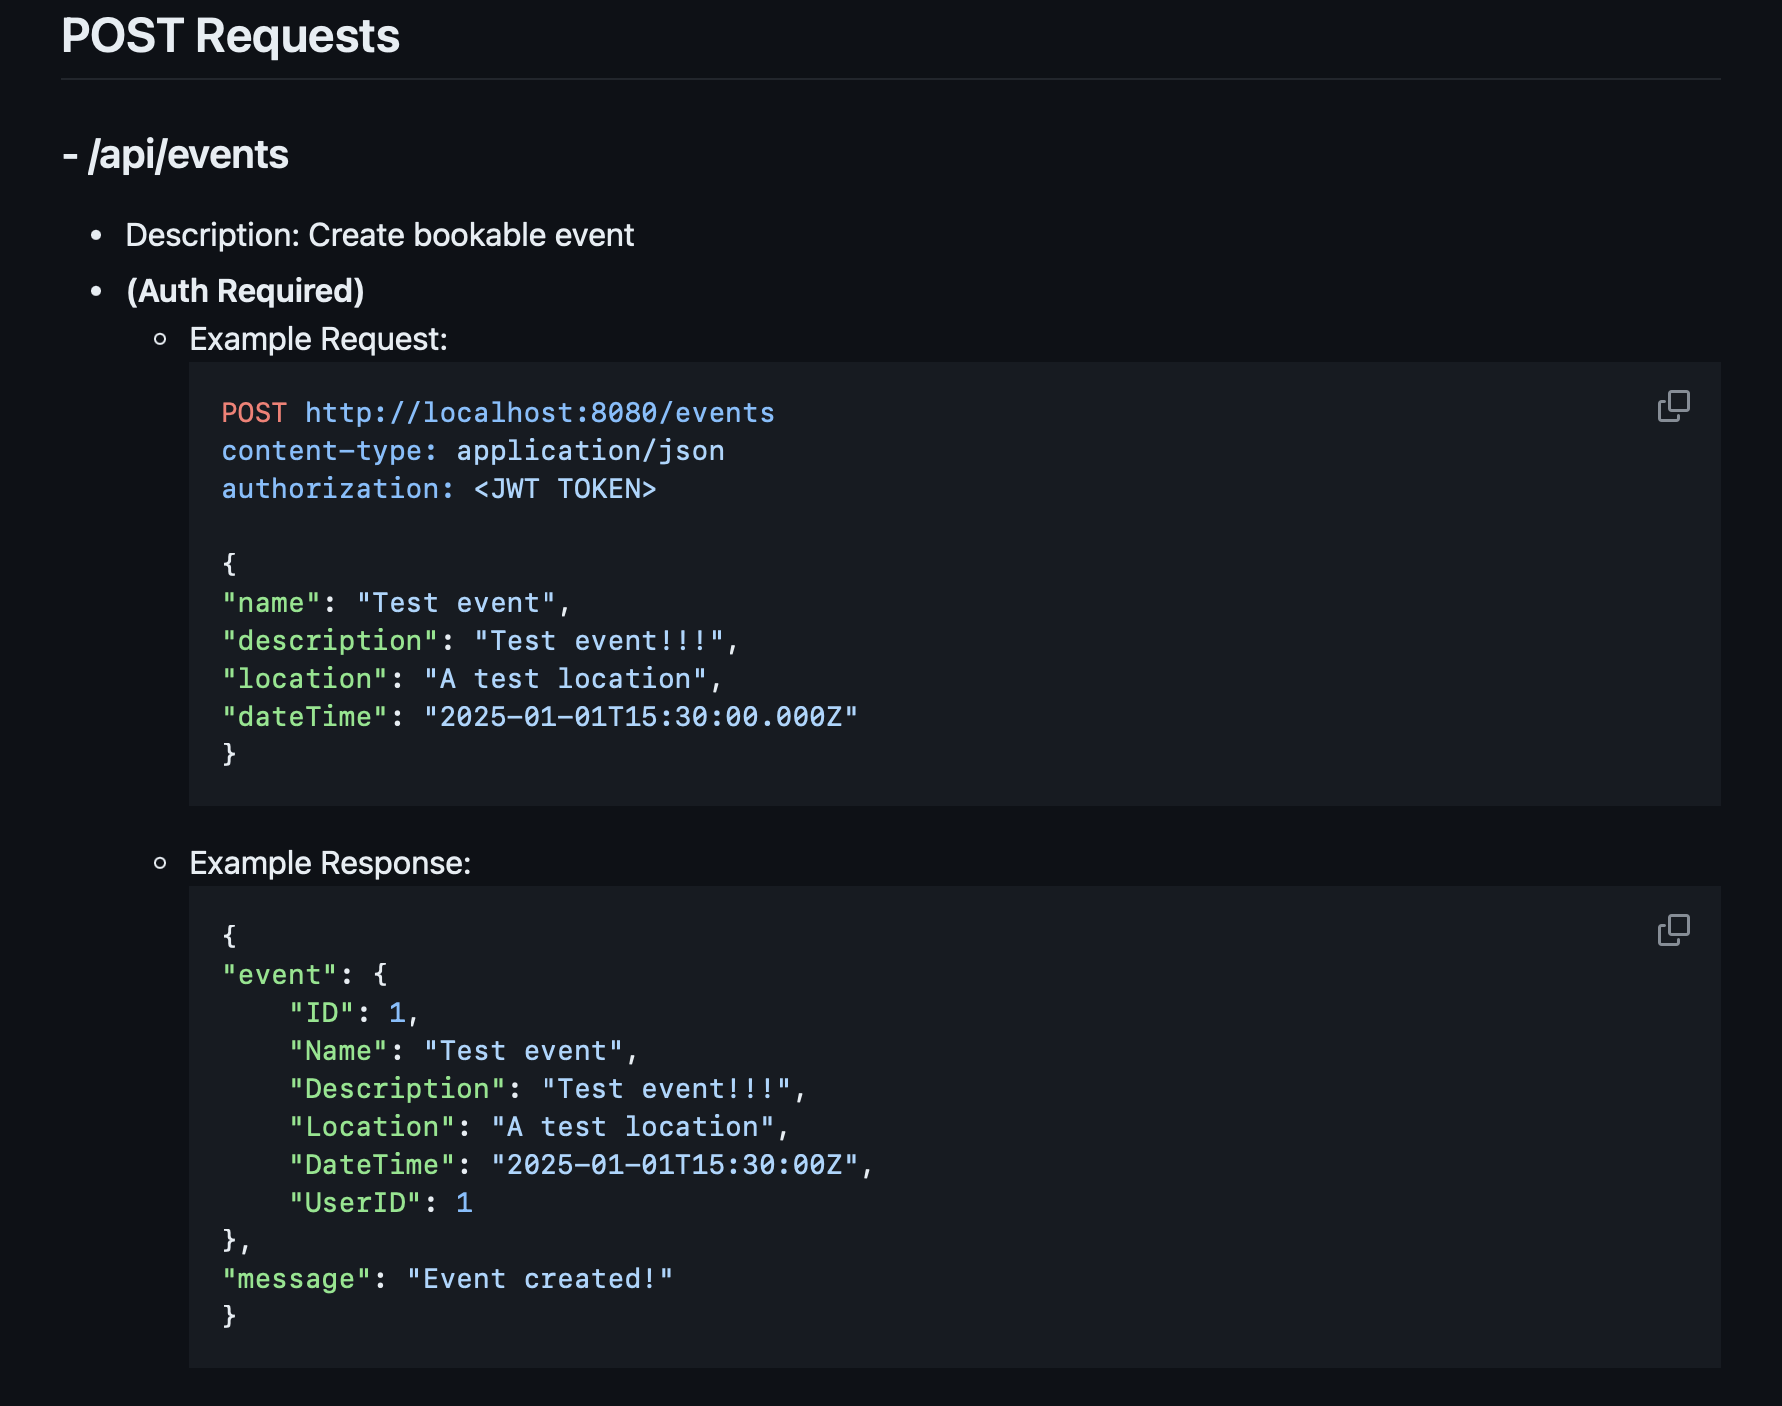 POST Requests
- /api/events
• Description: Create bookable event
• (Auth Required)
◦ Example Request:
POST http://localhost:8080/events
content-type: application/json
authorization: <JWT TOKEN>
{
"name": "Test event",
"description": "Test event!!!",
"location": "A test location",
"dateTime": "2025-01-01T15:30:00.000Z"
}
◦ Example Response:
{
"event": {
    "ID": 1,
    "Name": "Test event",
    "Description": "Test event!!!",
    "Location": "A test location",
    "DateTime": "2025-01-01T15:30:00Z",
    "UserID": 1
},
"message": "Event created!"
}